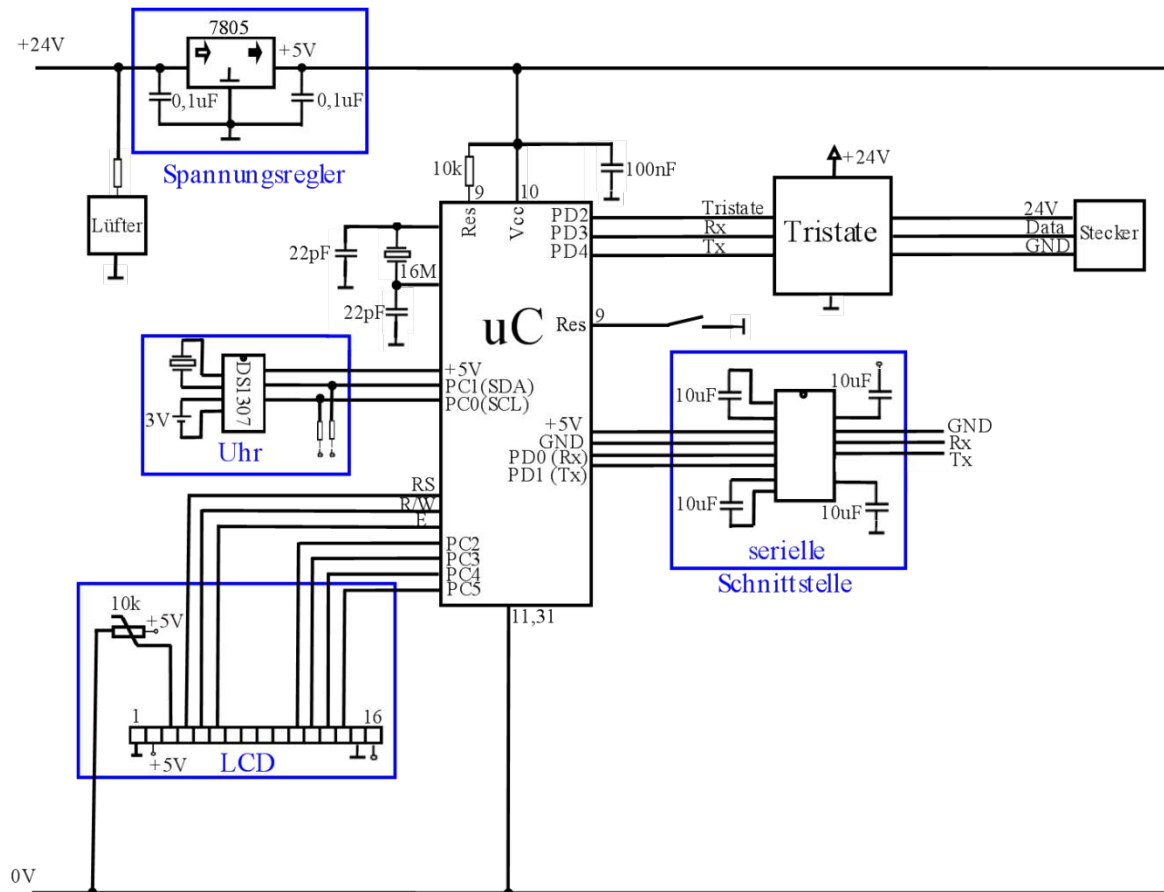 7805
+24V
+5V
0,1uF
0,1uF
Spannungsregler
10k
9
10
100nF
+24V
Lüfter
Res
Vcc
PD2
PD3
PD4
Tristate
Rx
Tx
Tristate
24V
Data
GND
Stecker
22pF
16M
22pF
uC
Res
9
DS1307
+5V
PC1(SDA)
PC0(SCL)
3V
Uhr
10uF
10uF
+5V
GND
PD0 (Rx)
PD1 (Tx)
GND
Rx
Tx
10uF
10uF
serielle
Schnittstelle
RS
R/W
E
PC2
PC3
PC4
PC5
11,31
10k
+5V
1
16
+5V
LCD
0V